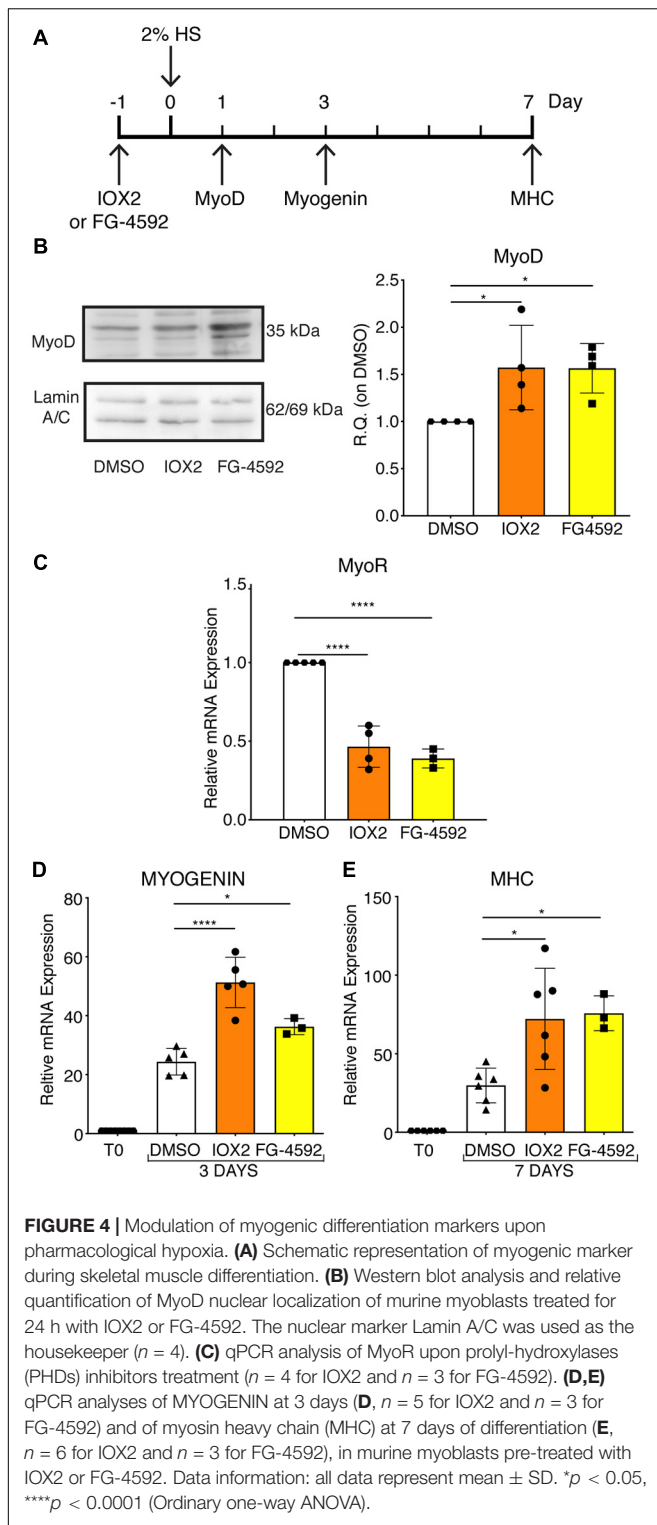 A
2% HS
-1 0 1 3 7 Day
IOX2
or FG-4592
MyoD
Myogenin
MHC
B
MyoD
35 kDa
Lamin
A/C
62/69 kDa
DMSO IOX2 FG-4592
MyoD
R.Q. (on DMSO)
2.5
2.0
1.5
1.0
0.5
0.0
*
*
DMSO IOX2 FG4592
C
MyoR
Relative mRNA Expression
1.5
1.0
0.5
0.0
****
****
DMSO IOX2 FG-4592
D
MYOGENIN
Reltive mRNA Expression
80
60
40
20
0
*
****
T0 DMSO IOX2 FG-4592
3 DAYS
E
MHC
Relative mRNA Expression
150
100
50
0
*
*
T0 DMSO IOX2 FG-4592
7 DAYS
FIGURE 4 | Modulation of myogenic differentiation markers upon
pharmacological hypoxia. (A) Schematic representation of myogenic marker
during skeletal muscle differentiation. (B) Western blot analysis and relative
quantification of MyoD nuclear localization of murine myoblasts treated for
24 h with IOX2 or FG-4592. The nuclear marker Lamin A/C was used as the
housekeeper (n = 4). (C) qPCR analysis of MyoR upon prolyl-hydroxylases
(PHDs) inhibitors treatment (n = 4 for IOX2 and n = 3 for FG-4592). (D,E)
qPCR analyses of MYOGENIN at 3 days (D, n = 5 for IOX2 and n = 3 for
FG-4592) and of myosin heavy chain (MHC) at 7 days of differentiation (E,
n = 6 for IOX2 and n = 3 for FG-4592), in murine myoblasts pre-treated with
IOX2 or FG-4592. Data information: all data represent mean ± SD. *p < 0.05,
****p < 0.0001 (Ordinary one-way ANOVA).